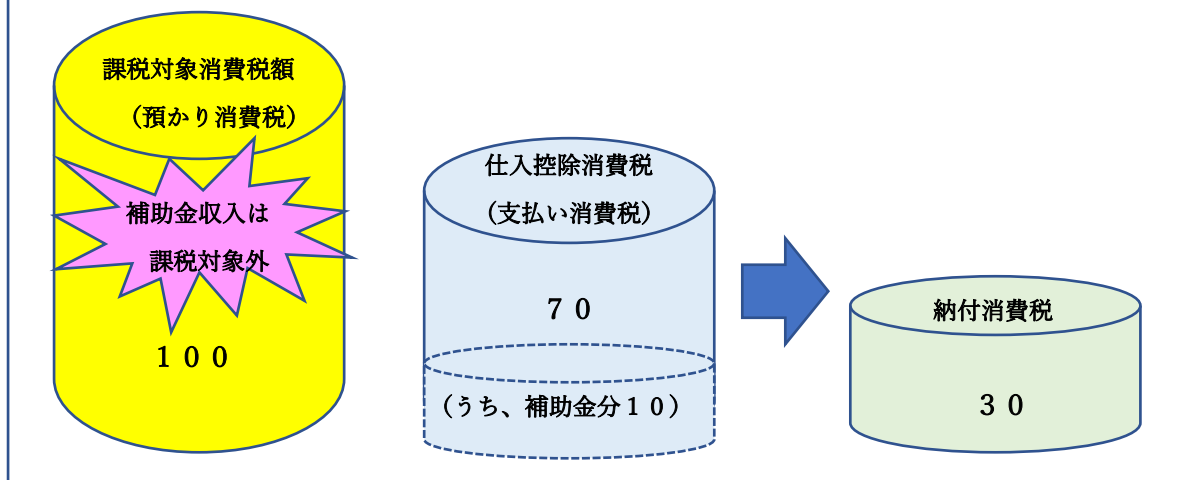 課税対象消費税額
（預かり消費税）
補助金収入は
課税対象外
１００
仕入控除消費税
（支払い消費税）
７０
（うち、補助金分１０）
納付消費税
３０